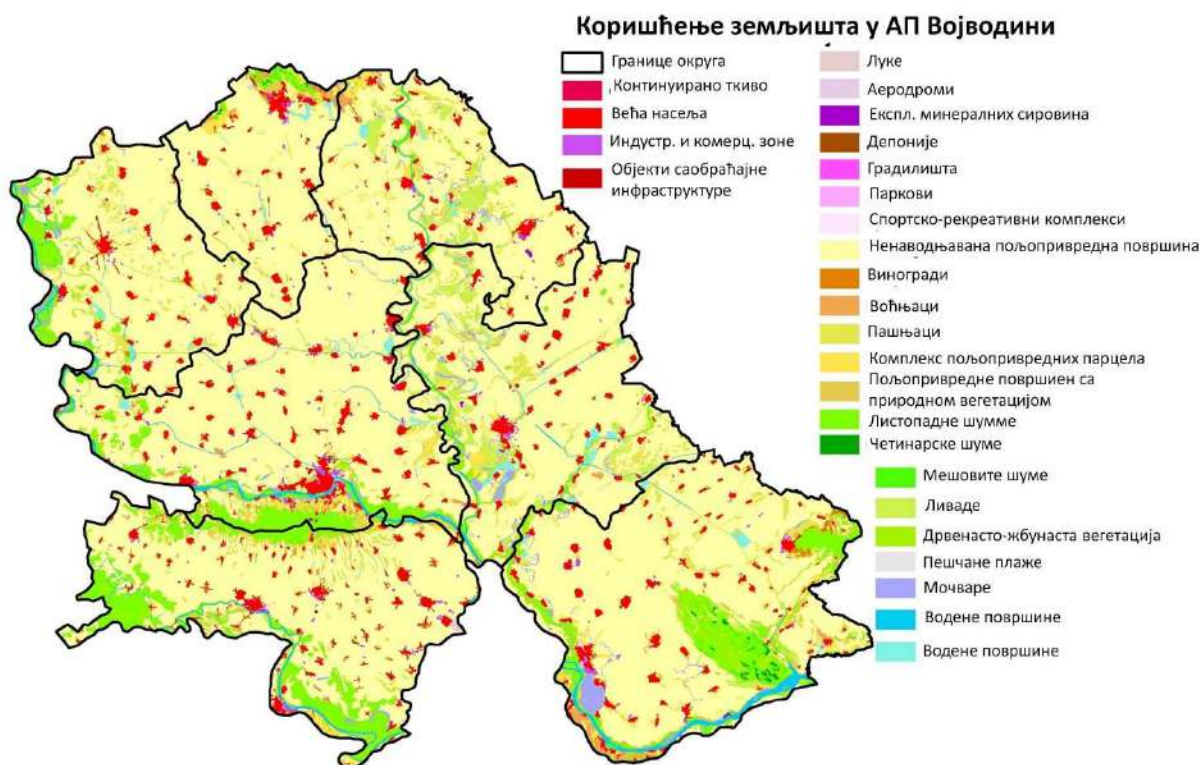 Коришћење земљишта у АП Војводини
Границе округа
Континуирано ткиво
Већа насеља
Индустр. и комерц. зоне
Објекти саобраћајне
инфраструктуре
Луке
Аеродроми
Експл. минералних сировина
Депоније
Градилишта
Паркови
Спортско-рекреативни комплекси
Ненаводњавана пољопривредна површина
Виногради
Воћњаци
Пашњаци
Комплекс пољопривредних парцела
Пољопривредне површиен са
природном вегетацијом
Листопадне шумме
Четинарске шуме
Мешовите шуме
Ливаде
Дрвенасто-жбунаста вегетација
Пешчане плаже
Мочваре
Водене површине
Водене површине